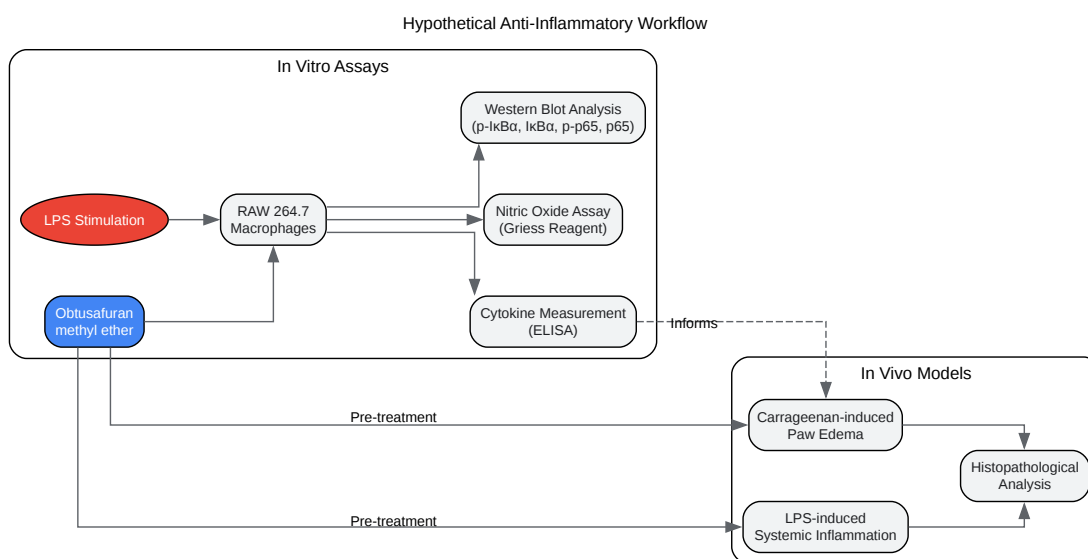 Hypothetical Anti-Inflammatory Workflow
In Vitro Assays
Western Blot Analysis
(p-IκBα, IκBα, p-p65, p65)
LPS Stimulation
RAW 264.7
Macrophages
Nitric Oxide Assay
(Griess Reagent)
Obtusafuran
methyl ether
Cytokine Measurement
(ELISA)
Informs
In Vivo Models
Pre-treatment
Carrageenan-induced
Paw Edema
Histopathological
Analysis
Pre-treatment
LPS-induced
Systemic Inflammation